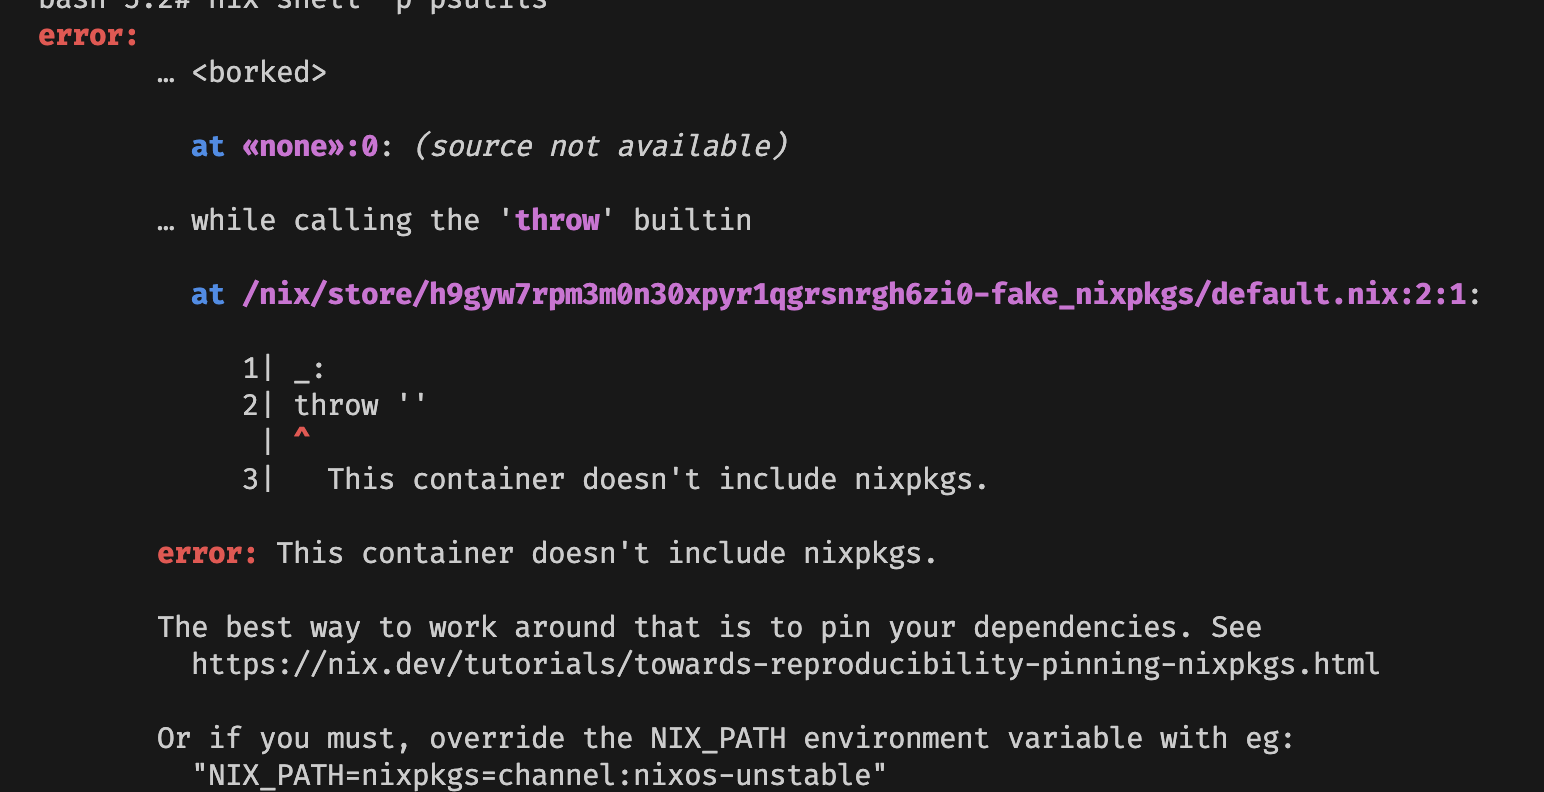 bash-5.2# nix-shell -p psutils
error:
… <borked>
at «none»:0: (source not available)
… while calling the 'throw' builtin
at /nix/store/h9gyw7rpm3m0n30xpyr1qgrsnrgh6zi0-fake_nixpkgs/default.nix:2:1:
1| _:
2| throw ''
| ^
3|   This container doesn't include nixpkgs.
error: This container doesn't include nixpkgs.
The best way to work around that is to pin your dependencies. See
https://nix.dev/tutorials/towards-reproducibility-pinning-nixpkgs.html
Or if you must, override the NIX_PATH environment variable with eg:
"NIX_PATH=nixpkgs=channel:nixos-unstable"